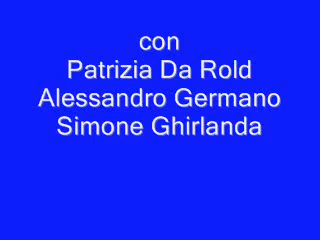 con
Patrizia Da Rold
Alessandro Germano
Simone Ghirlanda